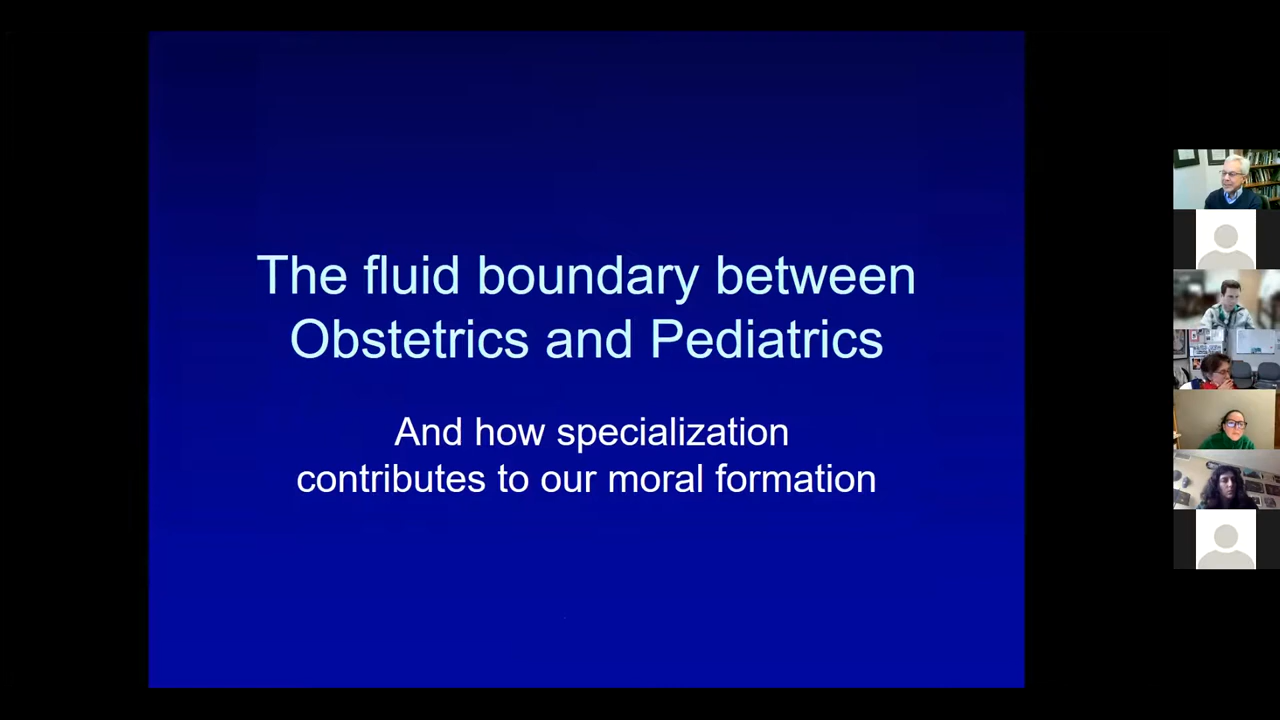 The fluid boundary between
Obstetrics and Pediatrics
And how specialization
contributes to our moral formation